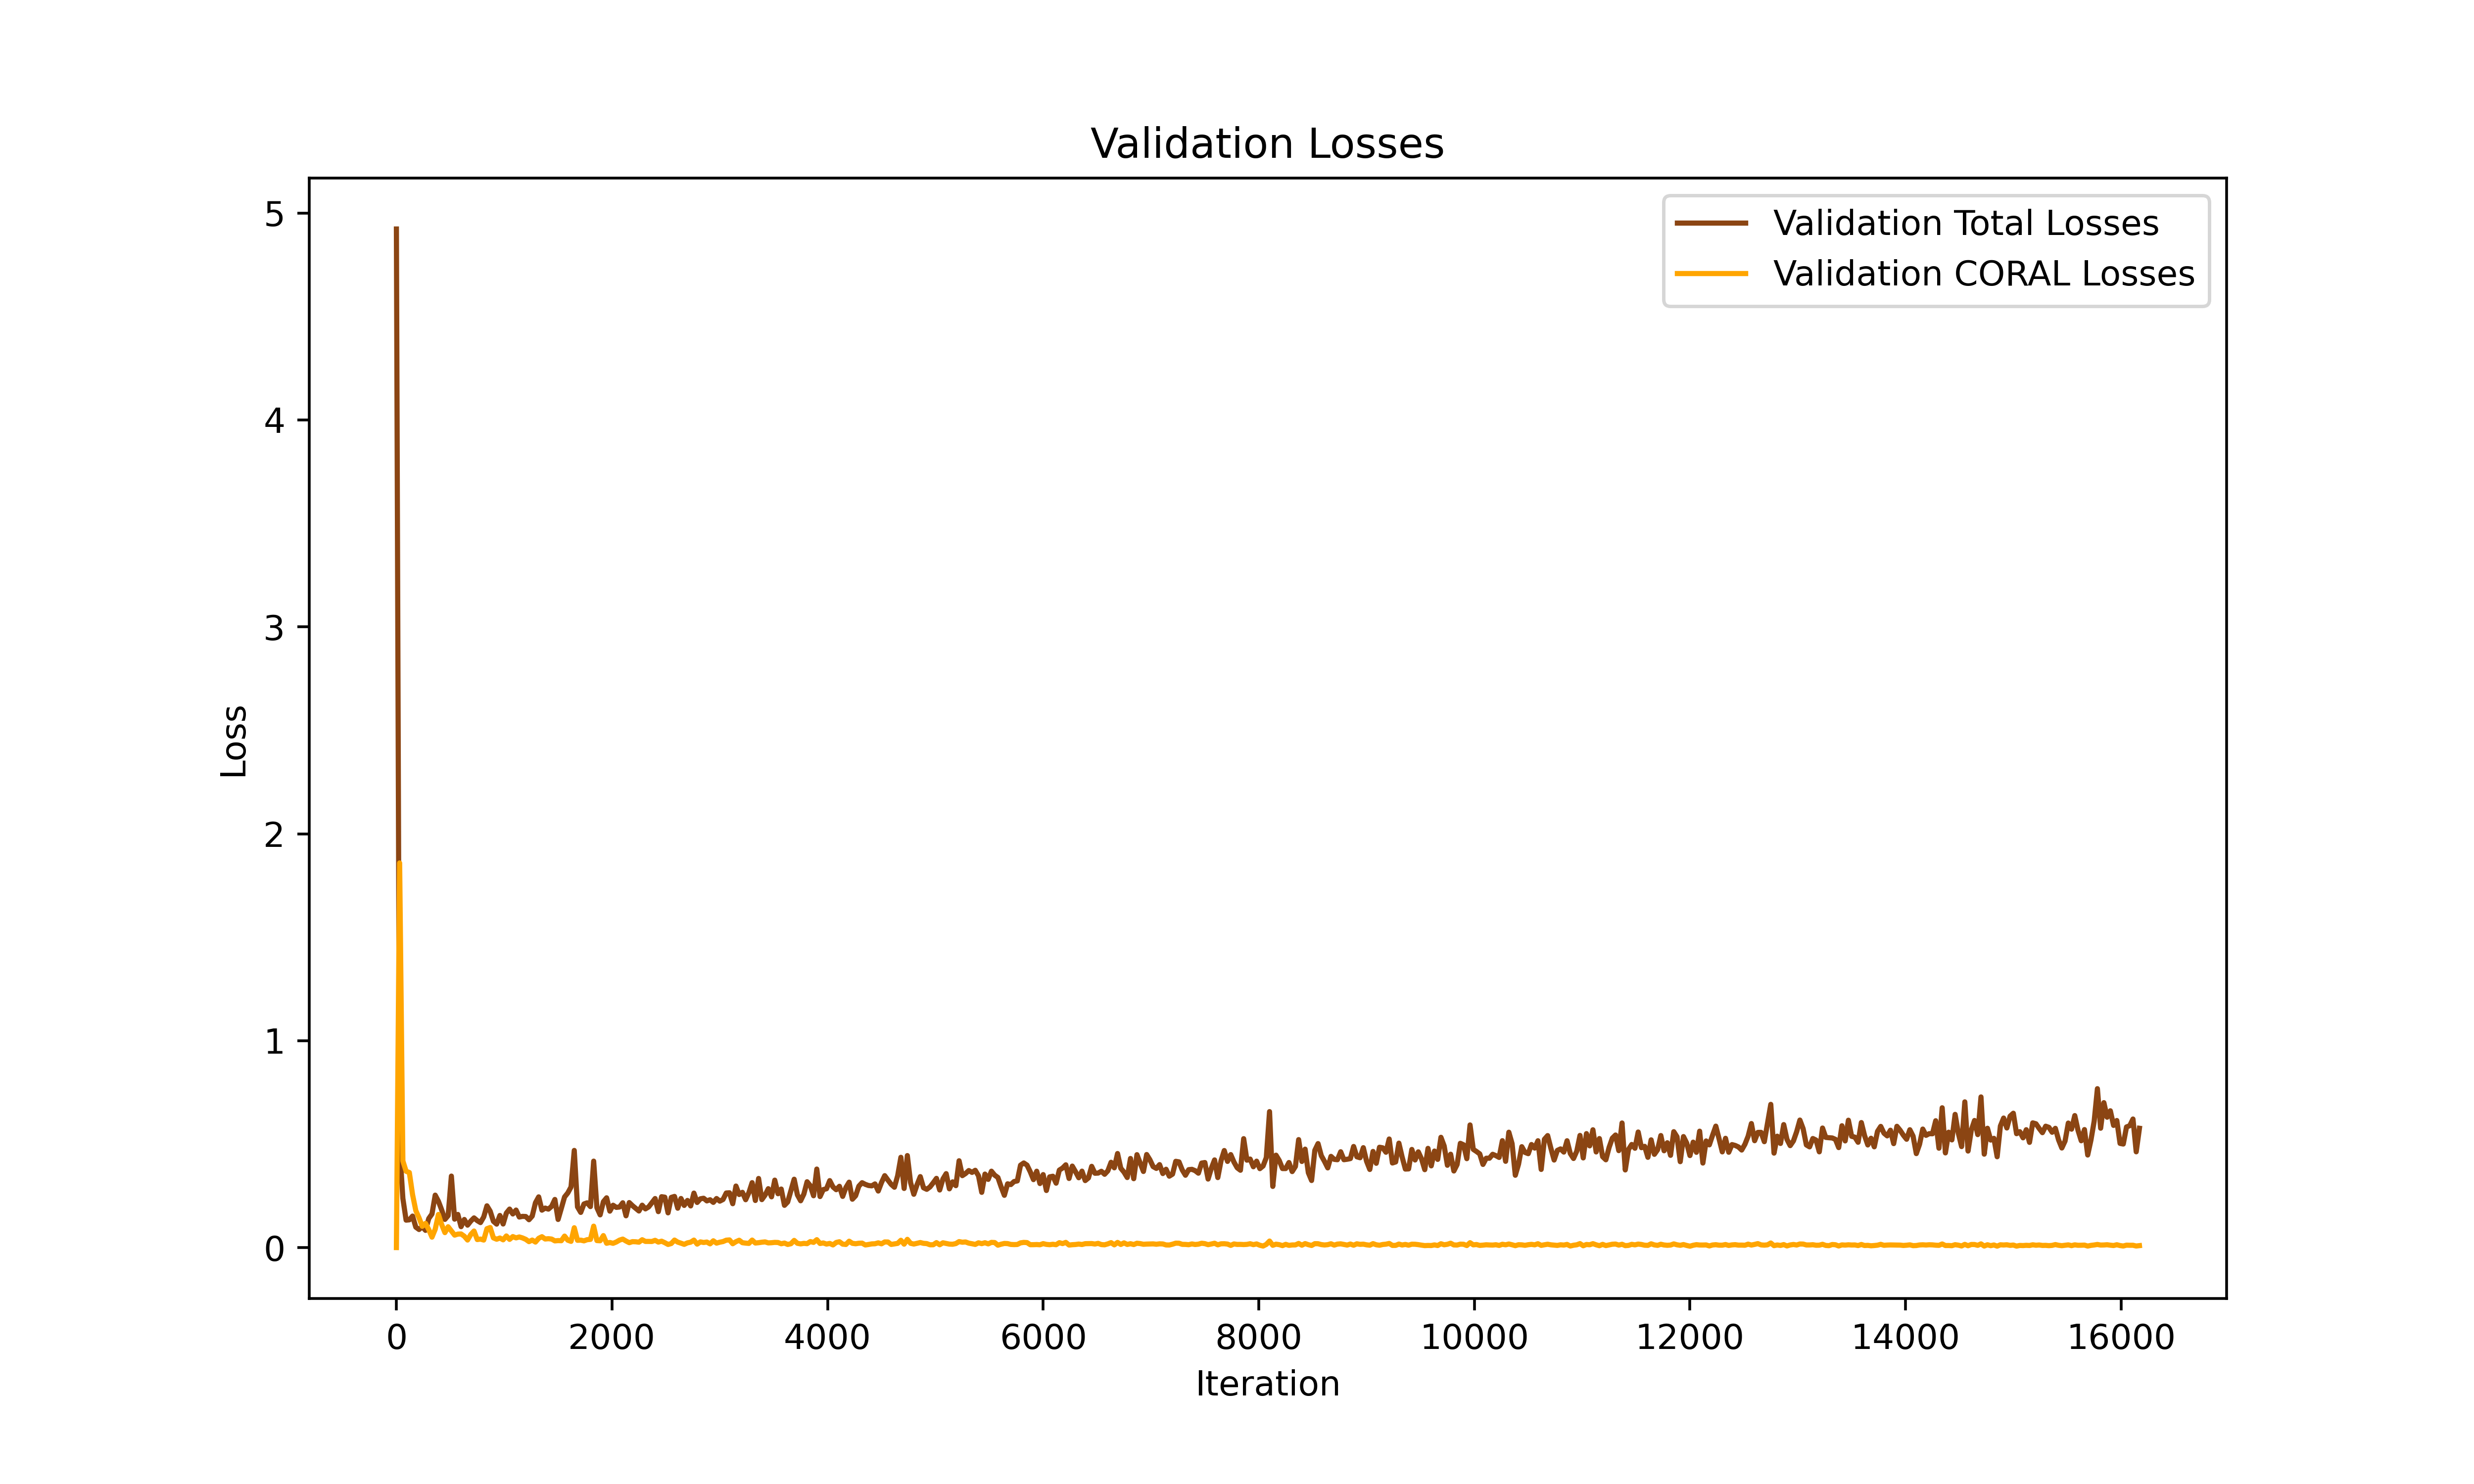 Validation Losses
Validation Total Losses
Validation CORAL Losses
5
4
3
2
1
0
Loss
0 2000 4000 6000 8000 10000 12000 14000 16000
Iteration